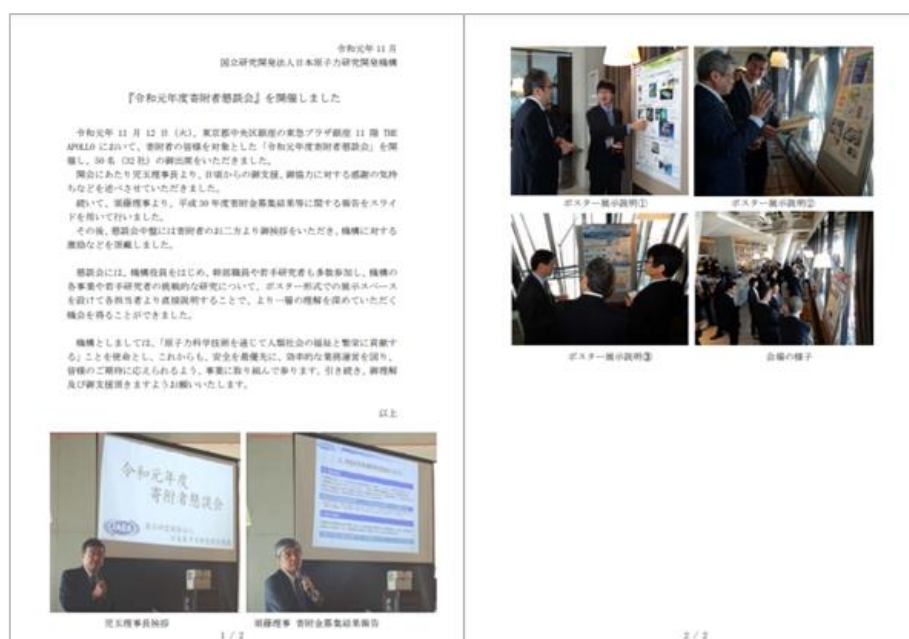 令和元年 11 月
国立研究開発法人日本原子力研究開発機構
『令和元年度寄附者懇談会』を開催しました
令和元年 11 月 12 日（火）、東京都中央区銀座の東急プラザ銀座 11 階 THE
APOLLO において、寄附者の皆様を対象とした「令和元年度寄附者懇談会」を開
催し、50 名（32 社）の御出席をいただきました。
開会にあたり児玉理事長より、日頃からの御支援、御協力に対する感謝の気持
ちなどを述べさせていただきました。
続いて、須藤理事より、平成 30 年度寄附金募集結果等に関する報告をスライ
ドを用いて行いました。
その後、懇談会中盤には寄附者のお二方より御挨拶をいただき、機構に対する
激励などを頂戴しました。
懇談会には、機構役員をはじめ、幹部職員や若手研究者も多数参加し、機構の
各事業や若手研究者の挑戦的な研究について、ポスター形式での展示スペース
を設けて各担当者より直接説明することで、より一層の理解を深めていただく
機会を得ることができました。
機構としましては、「原子力科学技術を通じて人類社会の福祉と繁栄に貢献す
る」ことを使命とし、これからも、安全を最優先に、効率的な業務運営を図り、
皆様のご期待に応えられるよう、事業に取り組んで参ります。引き続き、御理解
及び御支援頂きますようお願いいたします。
以上
令和元年度
寄附者懇談会
JAEA
児玉理事長挨拶
須藤理事 寄附金募集結果報告
1 / 2
ポスター展示説明①
ポスター展示説明②
ポスター展示説明③
会場の様子
2 / 2